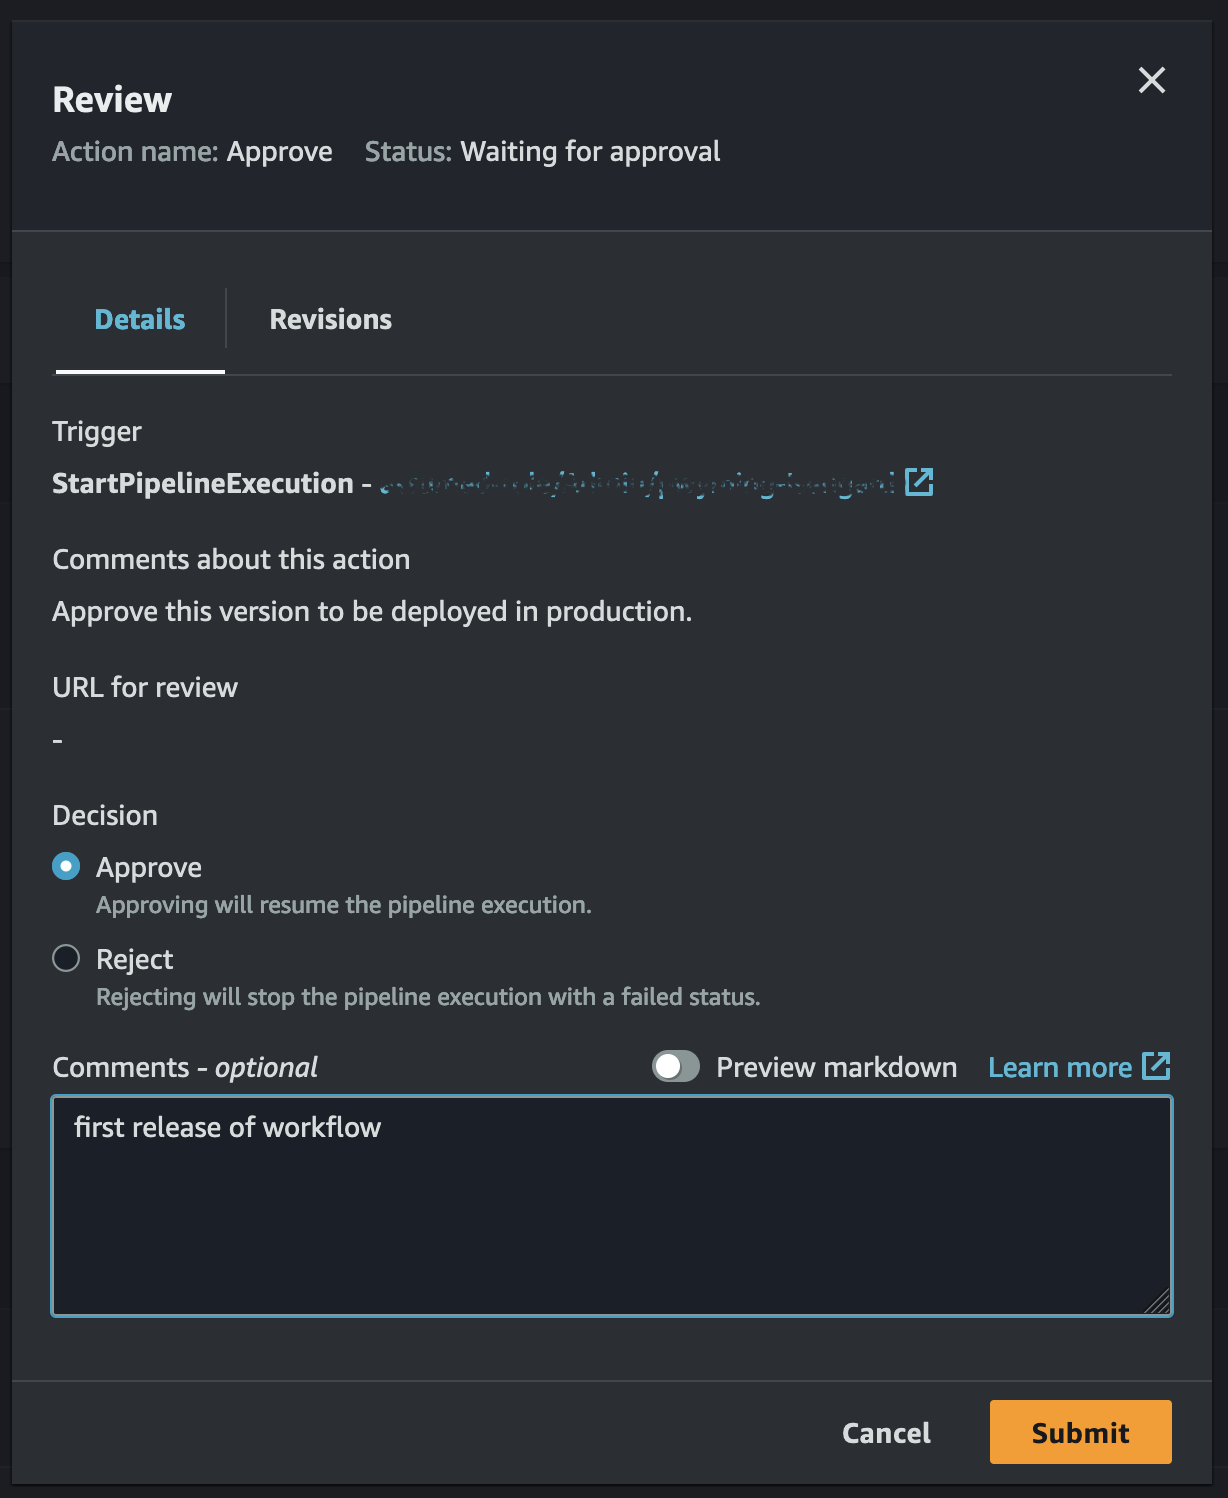 Review
Action name: Approve Status: Waiting for approval
Details Revisions
Trigger
StartPipelineExecution -
Comments about this action
Approve this version to be deployed in production.
URL for review
-
Decision
Approve
Approving will resume the pipeline execution.
Reject
Rejecting will stop the pipeline execution with a failed status.
Comments - optional Preview markdown Learn more
first release of workflow
Cancel Submit